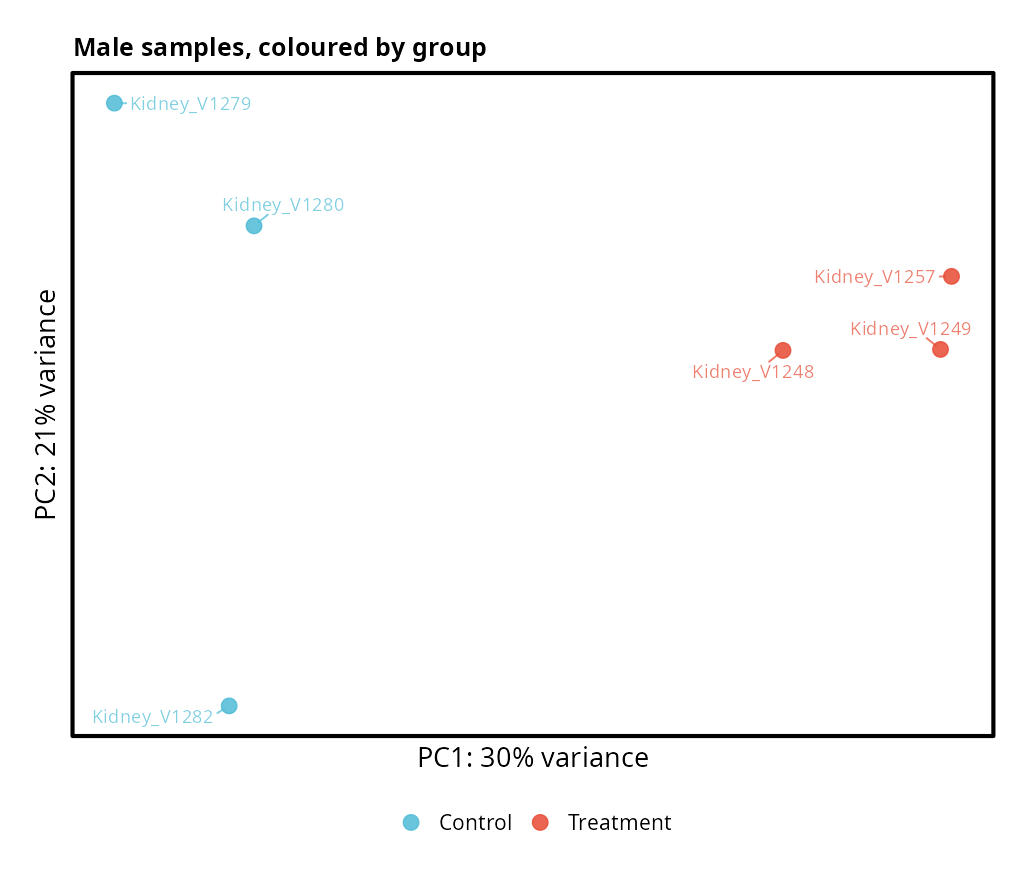 Male samples, coloured by group
Kidney_V1279
Kidney_V1280
Kidney_V1257
Kidney_V1249
Kidney_V1248
Kidney_V1282
PC2: 21% variance
PC1: 30% variance
Control
Treatment